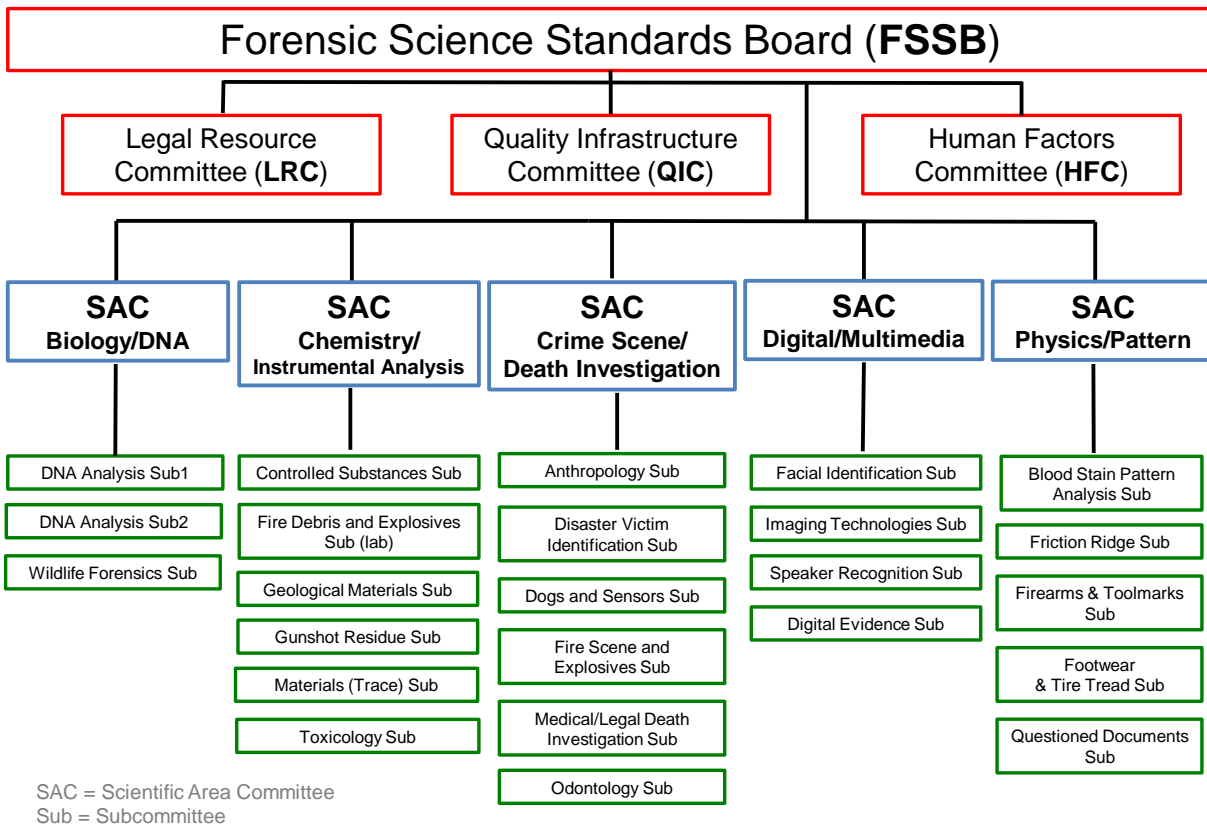 Forensic Science Standards Board (FSSB)
Legal Resource
Committee (LRC)
Quality Infrastructure
Committee (QIC)
Human Factors
Committee (HFC)
SAC
Biology/DNA
SAC
Chemistry/
Instrumental Analysis
SAC
Crime Scene/
Death Investigation
SAC
Digital/Multimedia
SAC
Physics/Pattern
DNA Analysis Sub1
DNA Analysis Sub2
Wildlife Forensics Sub
Controlled Substances Sub
Fire Debris and Explosives
Sub (lab)
Geological Materials Sub
Gunshot Residue Sub
Materials (Trace) Sub
Toxicology Sub
Anthropology Sub
Disaster Victim
Identification Sub
Dogs and Sensors Sub
Fire Scene and
Explosives Sub
Medical/Legal Death
Investigation Sub
Odontology Sub
Facial Identification Sub
Imaging Technologies Sub
Speaker Recognition Sub
Digital Evidence Sub
Blood Stain Pattern
Analysis Sub
Friction Ridge Sub
Firearms & Toolmarks
Sub
Footwear
& Tire Tread Sub
Questioned Documents
Sub
SAC = Scientific Area Committee
Sub = Subcommittee